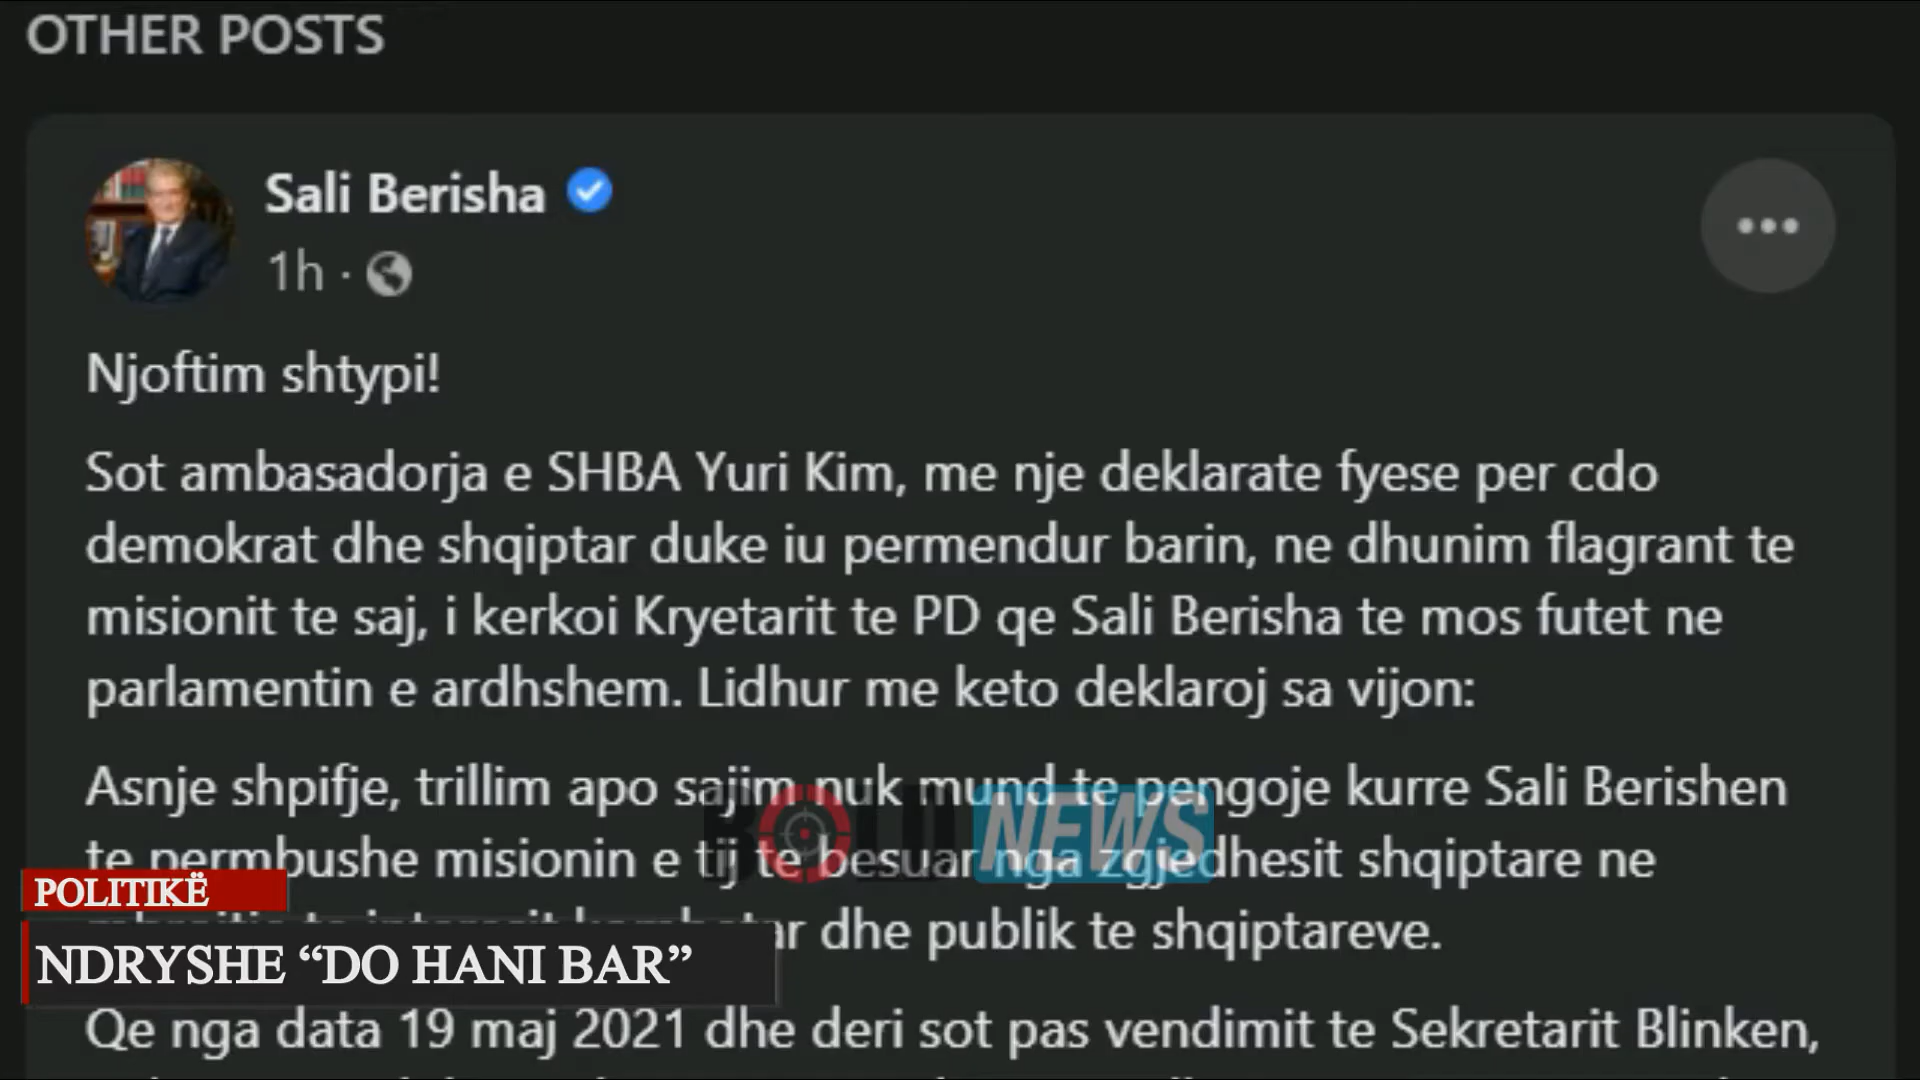 OTHER POSTS
Sali Berisha
1h ·
Njoftim shtypi!
Sot ambasadorja e SHBA Yuri Kim, me nje deklarate fyese per cdo
demokrat dhe shqiptar duke iu permendur barin, ne dhunim flagrant te
misionit te saj, i kerkoi Kryetarit te PD qe Sali Berisha te mos futet ne
parlamentin e ardhshem. Lidhur me keto deklaroj sa vijon:
Asnje shpifje, trillim apo sajim nuk mund te pengoje kurre Sali Berishen
te permbushe misionin e tij te besuar nga zgjedhesit shqiptare ne
dhe publik te shqiptareve.
BOLD NEWS
POLITIKË
NDRYSHE “DO HANI BAR”
Qe nga data 19 maj 2021 dhe deri sot pas vendimit te Sekretarit Blinken,